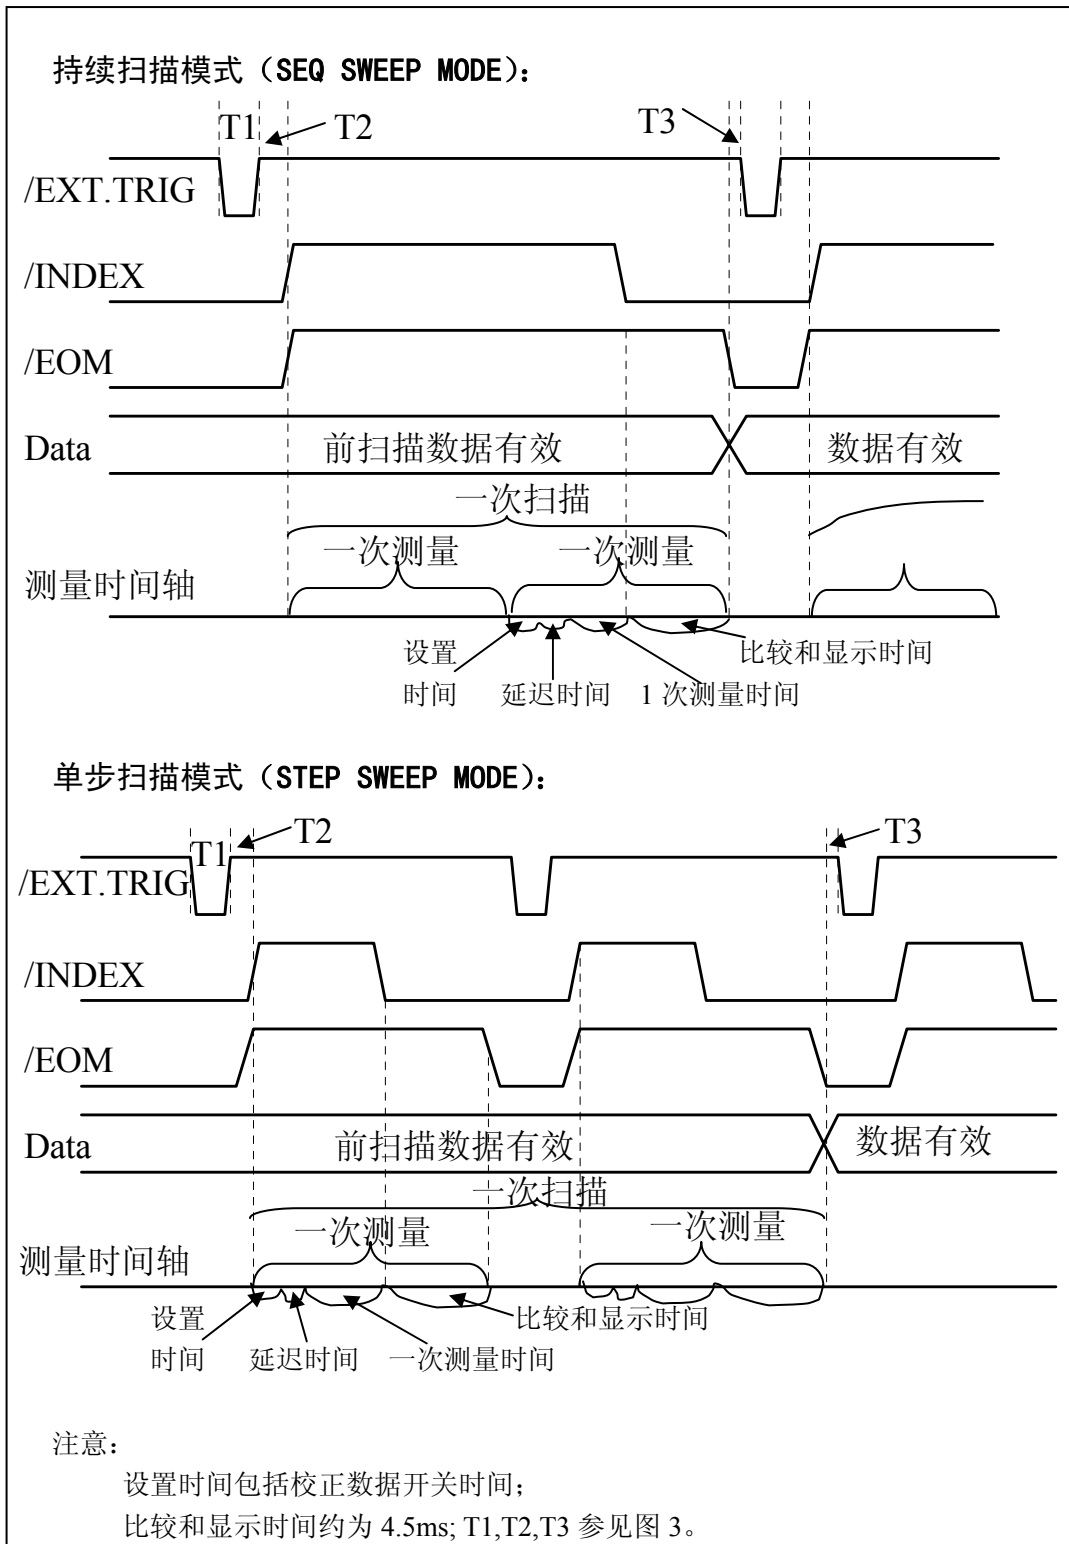 持续扫描模式（SEQ SWEEP MODE）：
T1 T2 T3
/EXT.TRIG
/INDEX
/EOM
Data 前扫描数据有效 数据有效
一次扫描
一次测量 一次测量
测量时间轴
设置 比较和显示时间
时间 延迟时间 1 次测量时间
单步扫描模式（STEP SWEEP MODE）：
T1 T2 T3
/EXT.TRIG
/INDEX
/EOM
Data 前扫描数据有效 数据有效
一次扫描
一次测量 一次测量
测量时间轴
设置 比较和显示时间
时间 延迟时间 一次测量时间
注意：
设置时间包括校正数据开关时间；
比较和显示时间约为 4.5ms; T1,T2,T3 参见图 3。